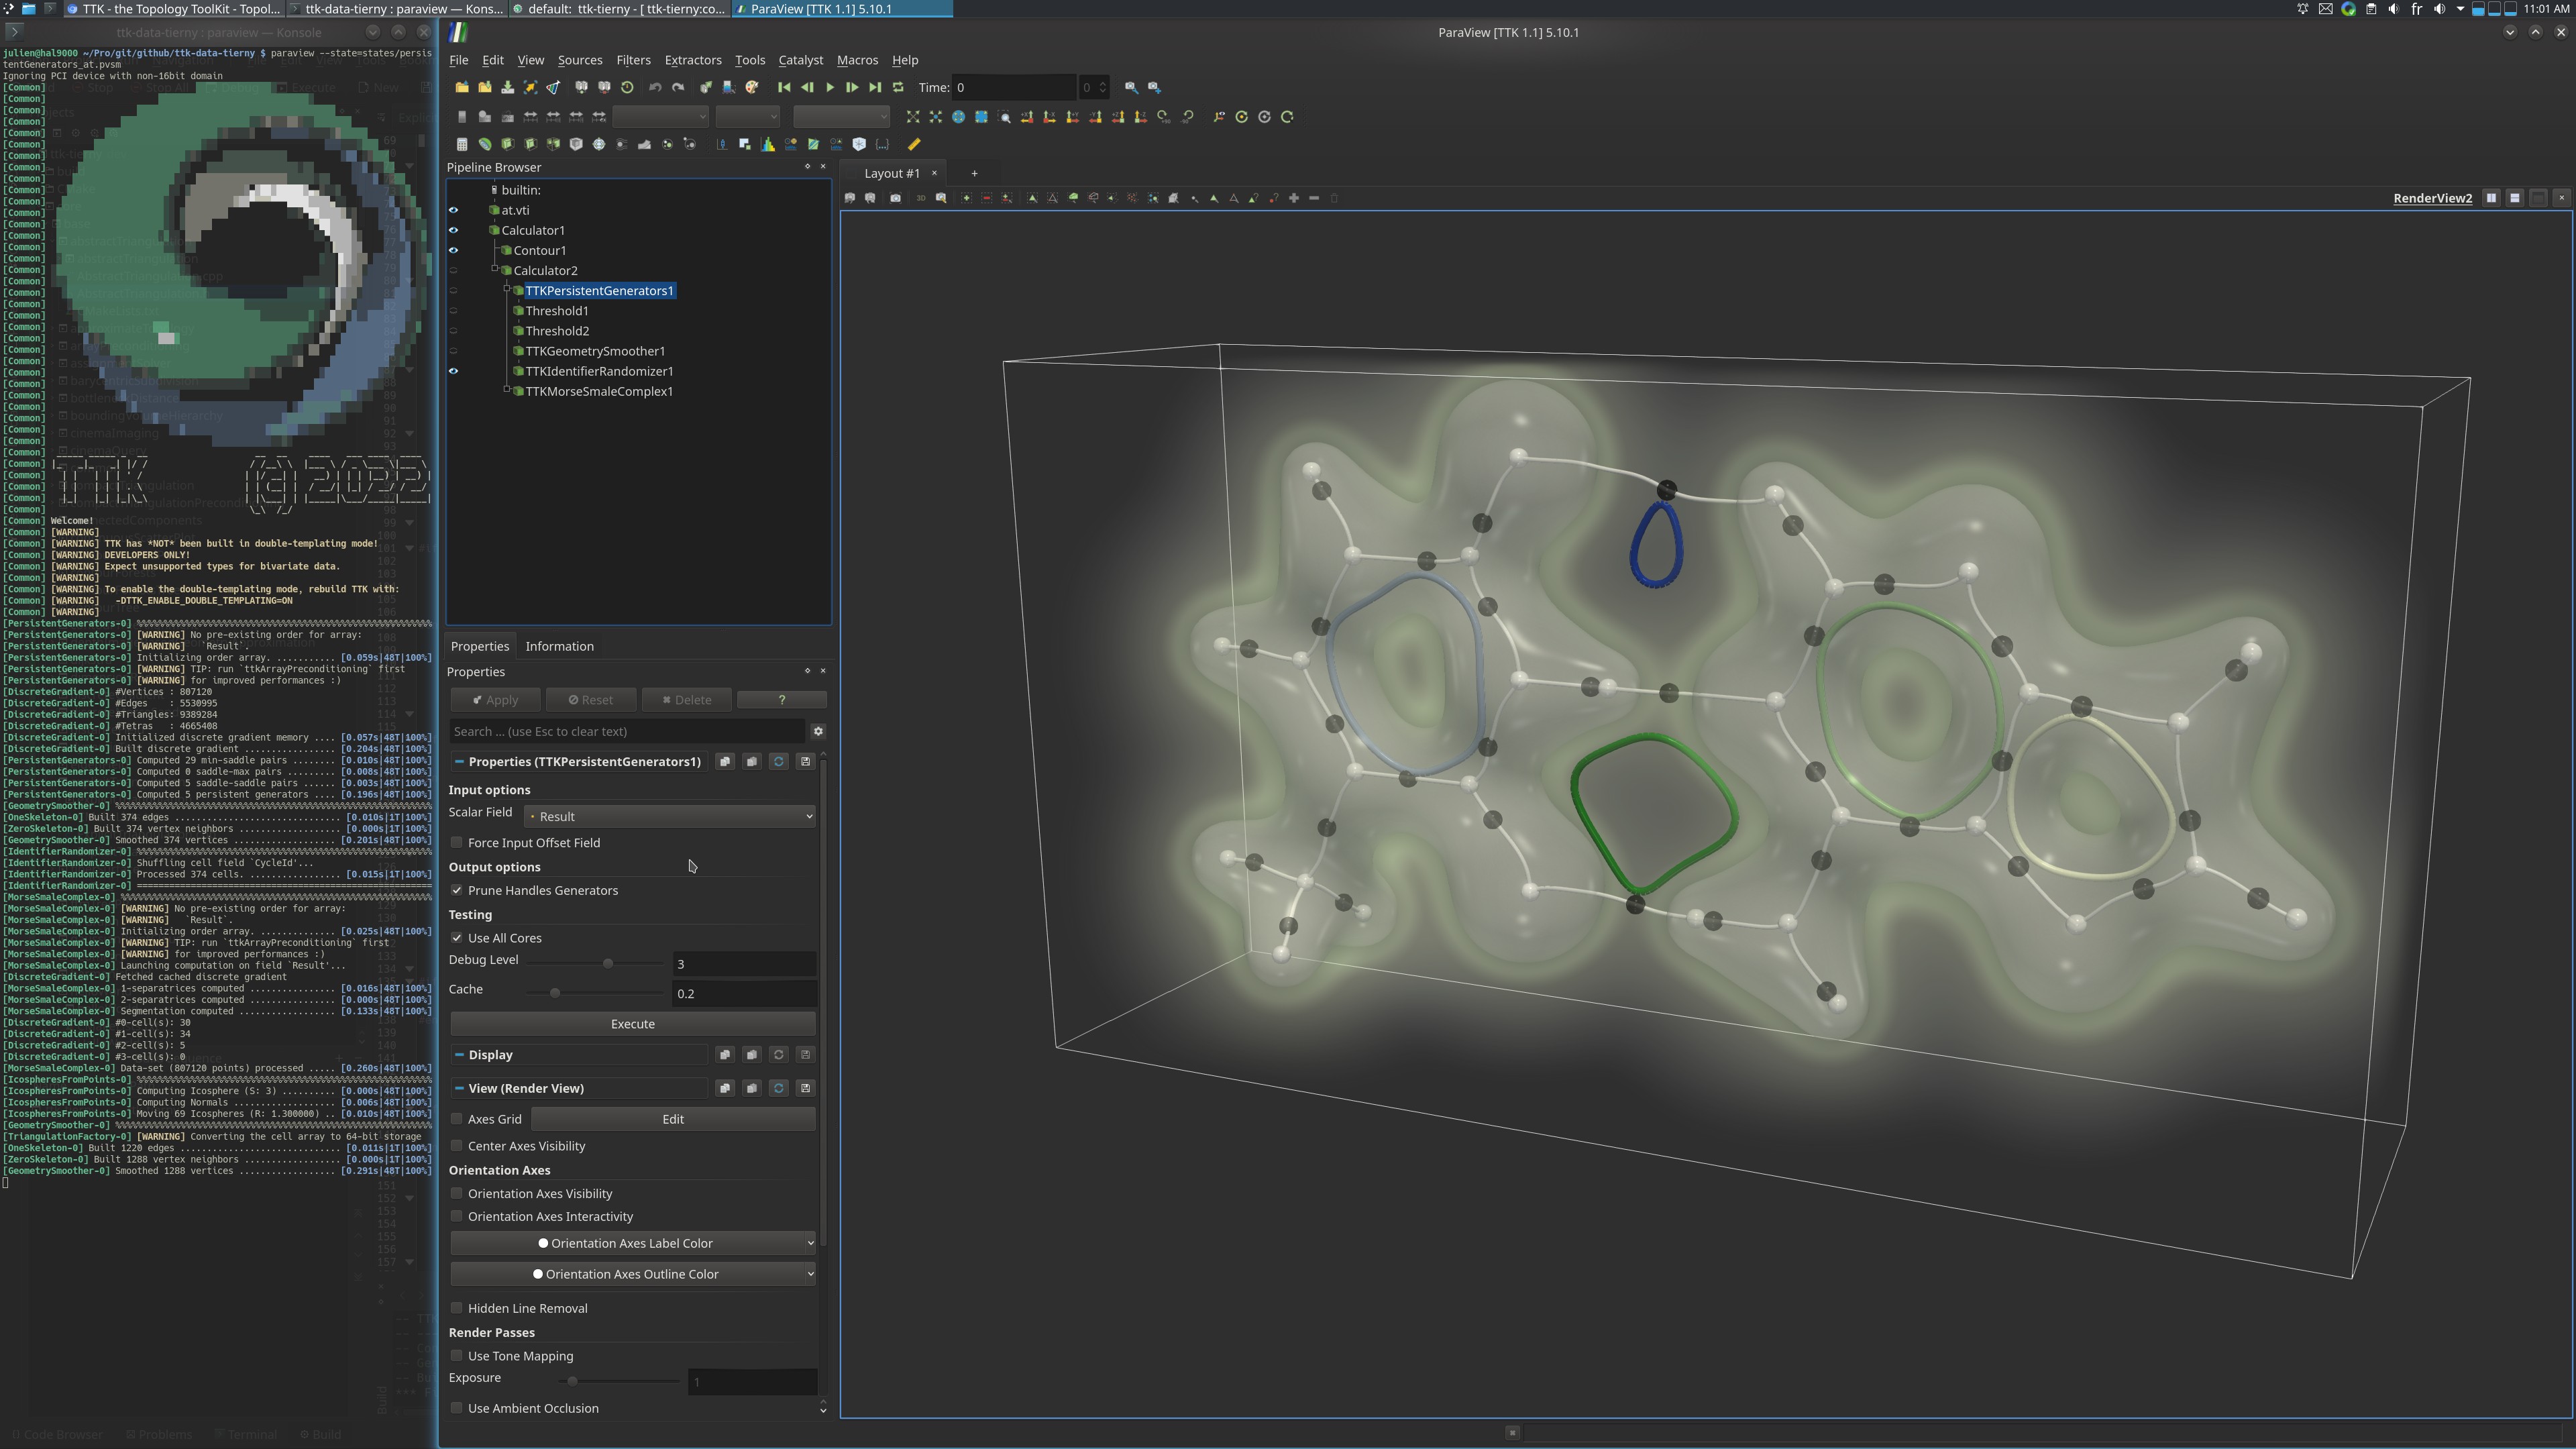 TTK - the Topology ToolKit - Topol...
ttk-data-tierny : paraview — Kons...
default: ttk-tierny - [ ttk-tierny:co...
ParaView [TTK 1.1] 5.10.1
fr
11:01 AM
ttk-data-tierny : paraview — Konsole
julien@hal9000 ~/Pro/git/github/ttk-data-tierny $ paraview --state=states/persis
tentGenerators_at.pvsm
Ignoring PCI device with non-16bit domain
[Common]
[Common] Welcome!
[Common] [WARNING]
[Common] [WARNING] TTK has *NOT* been built in double-templating mode!
[Common] [WARNING] DEVELOPERS ONLY!
[Common] [WARNING] Expect unsupported types for bivariate data.
[Common] [WARNING]
[Common] [WARNING] To enable the double-templating mode, rebuild TTK with:
[Common] [WARNING]   -DTTK_ENABLE_DOUBLE_TEMPLATING=ON
[Common] [WARNING]
[PersistentGenerators-0] %%%%%%%%%%%%%%%%%%%%%%%%%%%%%%%%%%%%%%%%%%%%%%%%%%%%
[PersistentGenerators-0] [WARNING] No pre-existing order for array:
[PersistentGenerators-0] [WARNING]   `Result`.
[PersistentGenerators-0] Initializing order array. ........... [0.059s|48T|100%]
[PersistentGenerators-0] [WARNING] TIP: run `ttkArrayPreconditioning` first
[PersistentGenerators-0] [WARNING] for improved performances :)
[DiscreteGradient-0] #Vertices : 807120
[DiscreteGradient-0] #Edges    : 5530995
[DiscreteGradient-0] #Triangles: 9389284
[DiscreteGradient-0] #Tetras   : 4665408
[DiscreteGradient-0] Initialized discrete gradient memory .... [0.057s|48T|100%]
[DiscreteGradient-0] Built discrete gradient ................. [0.204s|48T|100%]
[PersistentGenerators-0] Computed 29 min-saddle pairs ........ [0.010s|48T|100%]
[PersistentGenerators-0] Computed 0 saddle-max pairs ......... [0.008s|48T|100%]
[PersistentGenerators-0] Computed 5 saddle-saddle pairs ...... [0.003s|48T|100%]
[PersistentGenerators-0] Computed 5 persistent generators .... [0.196s|48T|100%]
[GeometrySmoother-0] %%%%%%%%%%%%%%%%%%%%%%%%%%%%%%%%%%%%%%%%%%%%%%%%%%%%%%%%
[OneSkeleton-0] Built 374 edges ................................ [0.010s|1T|100%]
[ZeroSkeleton-0] Built 374 vertex neighbors .................... [0.000s|1T|100%]
[GeometrySmoother-0] Smoothed 374 vertices ................... [0.201s|48T|100%]
[IdentifierRandomizer-0] %%%%%%%%%%%%%%%%%%%%%%%%%%%%%%%%%%%%%%%%%%%%%%%%%%%%
[IdentifierRandomizer-0] Shuffling cell field `CycleId`...
[IdentifierRandomizer-0] Processed 374 cells. ................. [0.015s|1T|100%]
[IdentifierRandomizer-0] ====================================================
[MorseSmaleComplex-0] %%%%%%%%%%%%%%%%%%%%%%%%%%%%%%%%%%%%%%%%%%%%%%%%%%%%%%%
[MorseSmaleComplex-0] [WARNING] No pre-existing order for array:
[MorseSmaleComplex-0] [WARNING]   `Result`.
[MorseSmaleComplex-0] Initializing order array. .............. [0.025s|48T|100%]
[MorseSmaleComplex-0] [WARNING] TIP: run `ttkArrayPreconditioning` first
[MorseSmaleComplex-0] [WARNING] for improved performances :)
[MorseSmaleComplex-0] Launching computation on field `Result`...
[DiscreteGradient-0] Fetched cached discrete gradient
[MorseSmaleComplex-0] 1-separatrices computed ................ [0.016s|48T|100%]
[MorseSmaleComplex-0] 2-separatrices computed ................ [0.000s|48T|100%]
[MorseSmaleComplex-0] Segmentation computed .................. [0.133s|48T|100%]
[DiscreteGradient-0] #0-cell(s): 30
[DiscreteGradient-0] #1-cell(s): 34
[DiscreteGradient-0] #2-cell(s): 5
[DiscreteGradient-0] #3-cell(s): 0
[MorseSmaleComplex-0] Data-set (807120 points) processed ..... [0.260s|48T|100%]
[IcospheresFromPoints-0] %%%%%%%%%%%%%%%%%%%%%%%%%%%%%%%%%%%%%%%%%%%%%%%%%%%%
[IcospheresFromPoints-0] Computing Icosphere (S: 3) .......... [0.000s|48T|100%]
[IcospheresFromPoints-0] Computing Normals ................... [0.006s|48T|100%]
[IcospheresFromPoints-0] Moving 69 Icospheres (R: 1.300000) .. [0.010s|48T|100%]
[GeometrySmoother-0] %%%%%%%%%%%%%%%%%%%%%%%%%%%%%%%%%%%%%%%%%%%%%%%%%%%%%%%%
[TriangulationFactory-0] [WARNING] Converting the cell array to 64-bit storage
[OneSkeleton-0] Built 1220 edges ............................... [0.011s|1T|100%]
[ZeroSkeleton-0] Built 1288 vertex neighbors ................... [0.000s|1T|100%]
[GeometrySmoother-0] Smoothed 1288 vertices .................. [0.291s|48T|100%]
Code Browser
Problems
Terminal
Build
ParaView [TTK 1.1] 5.10.1
File Edit View Sources Filters Extractors Tools Catalyst Macros Help
Time: 0
0
Pipeline Browser
builtin:
at.vti
Calculator1
Contour1
Calculator2
TTKPersistentGenerators1
Threshold1
Threshold2
TTKGeometrySmoother1
TTKIdentifierRandomizer1
TTKMorseSmaleComplex1
Properties Information
Properties
Apply Reset Delete ?
Search ... (use Esc to clear text)
Properties (TTKPersistentGenerators1)
Input options
Scalar Field Result
Force Input Offset Field
Output options
Prune Handles Generators
Testing
Use All Cores
Debug Level 3
Cache 0.2
Execute
Display
View (Render View)
Axes Grid Edit
Center Axes Visibility
Orientation Axes
Orientation Axes Visibility
Orientation Axes Interactivity
Orientation Axes Label Color
Orientation Axes Outline Color
Hidden Line Removal
Render Passes
Use Tone Mapping
Exposure 1
Use Ambient Occlusion
Layout #1
+
3D
RenderView2